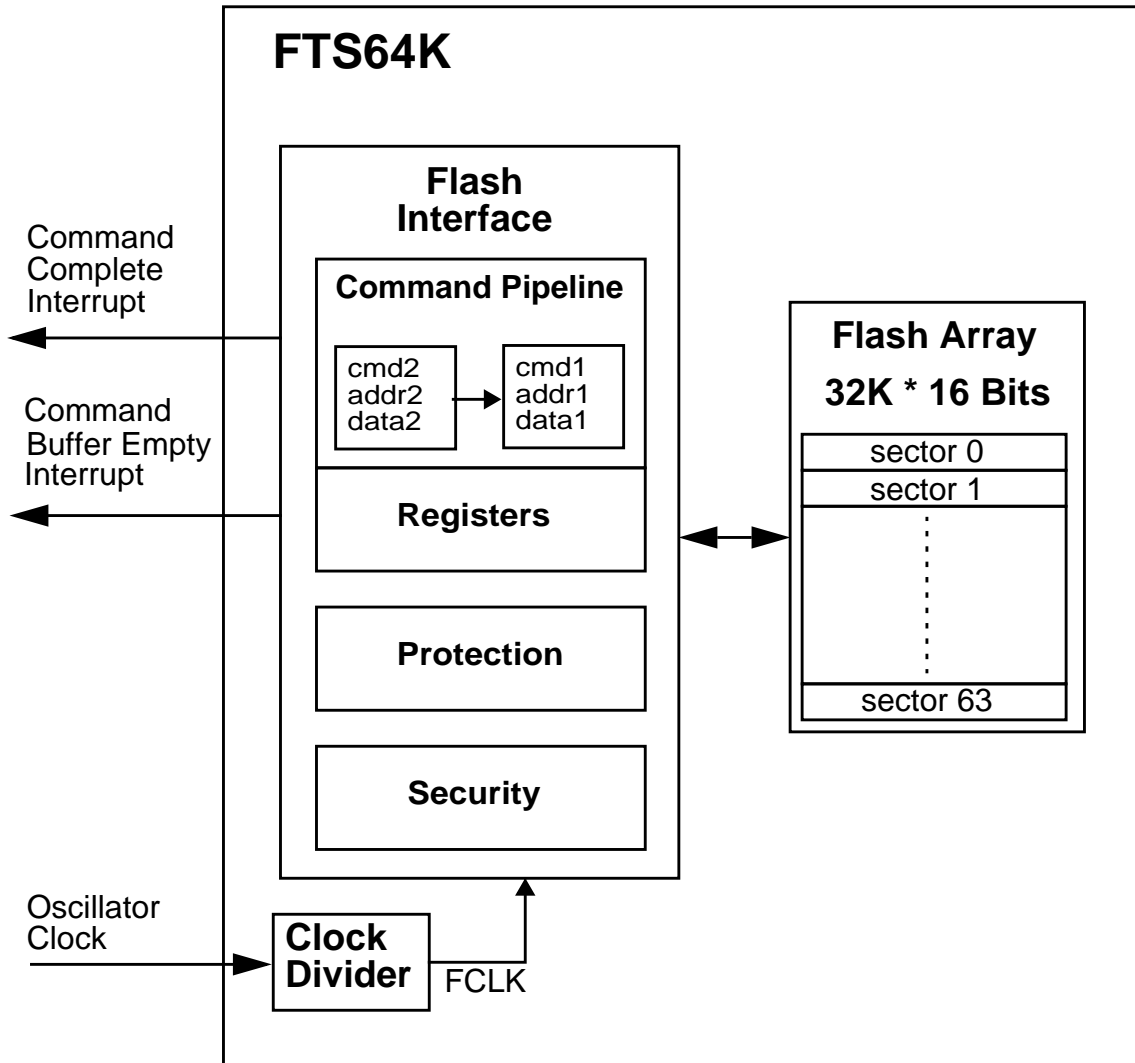 FTS64K
Flash
Interface
Command
Complete
Interrupt
Command Pipeline
cmd2
addr2
data2
cmd1
addr1
data1
Command
Buffer Empty
Interrupt
Registers
Protection
Security
Flash Array
32K * 16 Bits
sector 0
sector 1
sector 63
Oscillator
Clock
Clock
Divider
FCLK